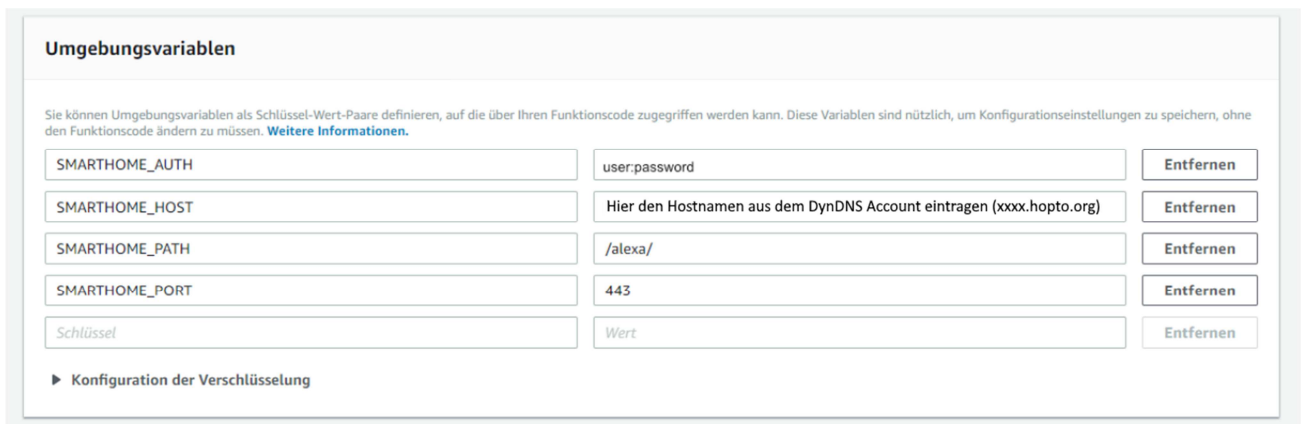 Umgebungsvariablen
Sie können Umgebungsvariablen als Schlüssel-Wert-Paare definieren, auf die über Ihren Funktionscode zugegriffen werden kann. Diese Variablen sind nützlich, um Konfigurationseinstellungen zu speichern, ohne
den Funktionscode ändern zu müssen. Weitere Informationen.
SMARTHOME_AUTH user:password Entfernen
SMARTHOME_HOST Hier den Hostnamen aus dem DynDNS Account eintragen (xxxx.hopto.org) Entfernen
SMARTHOME_PATH /alexa/ Entfernen
SMARTHOME_PORT 443 Entfernen
Schlüssel Wert Entfernen
Konfiguration der Verschlüsselung